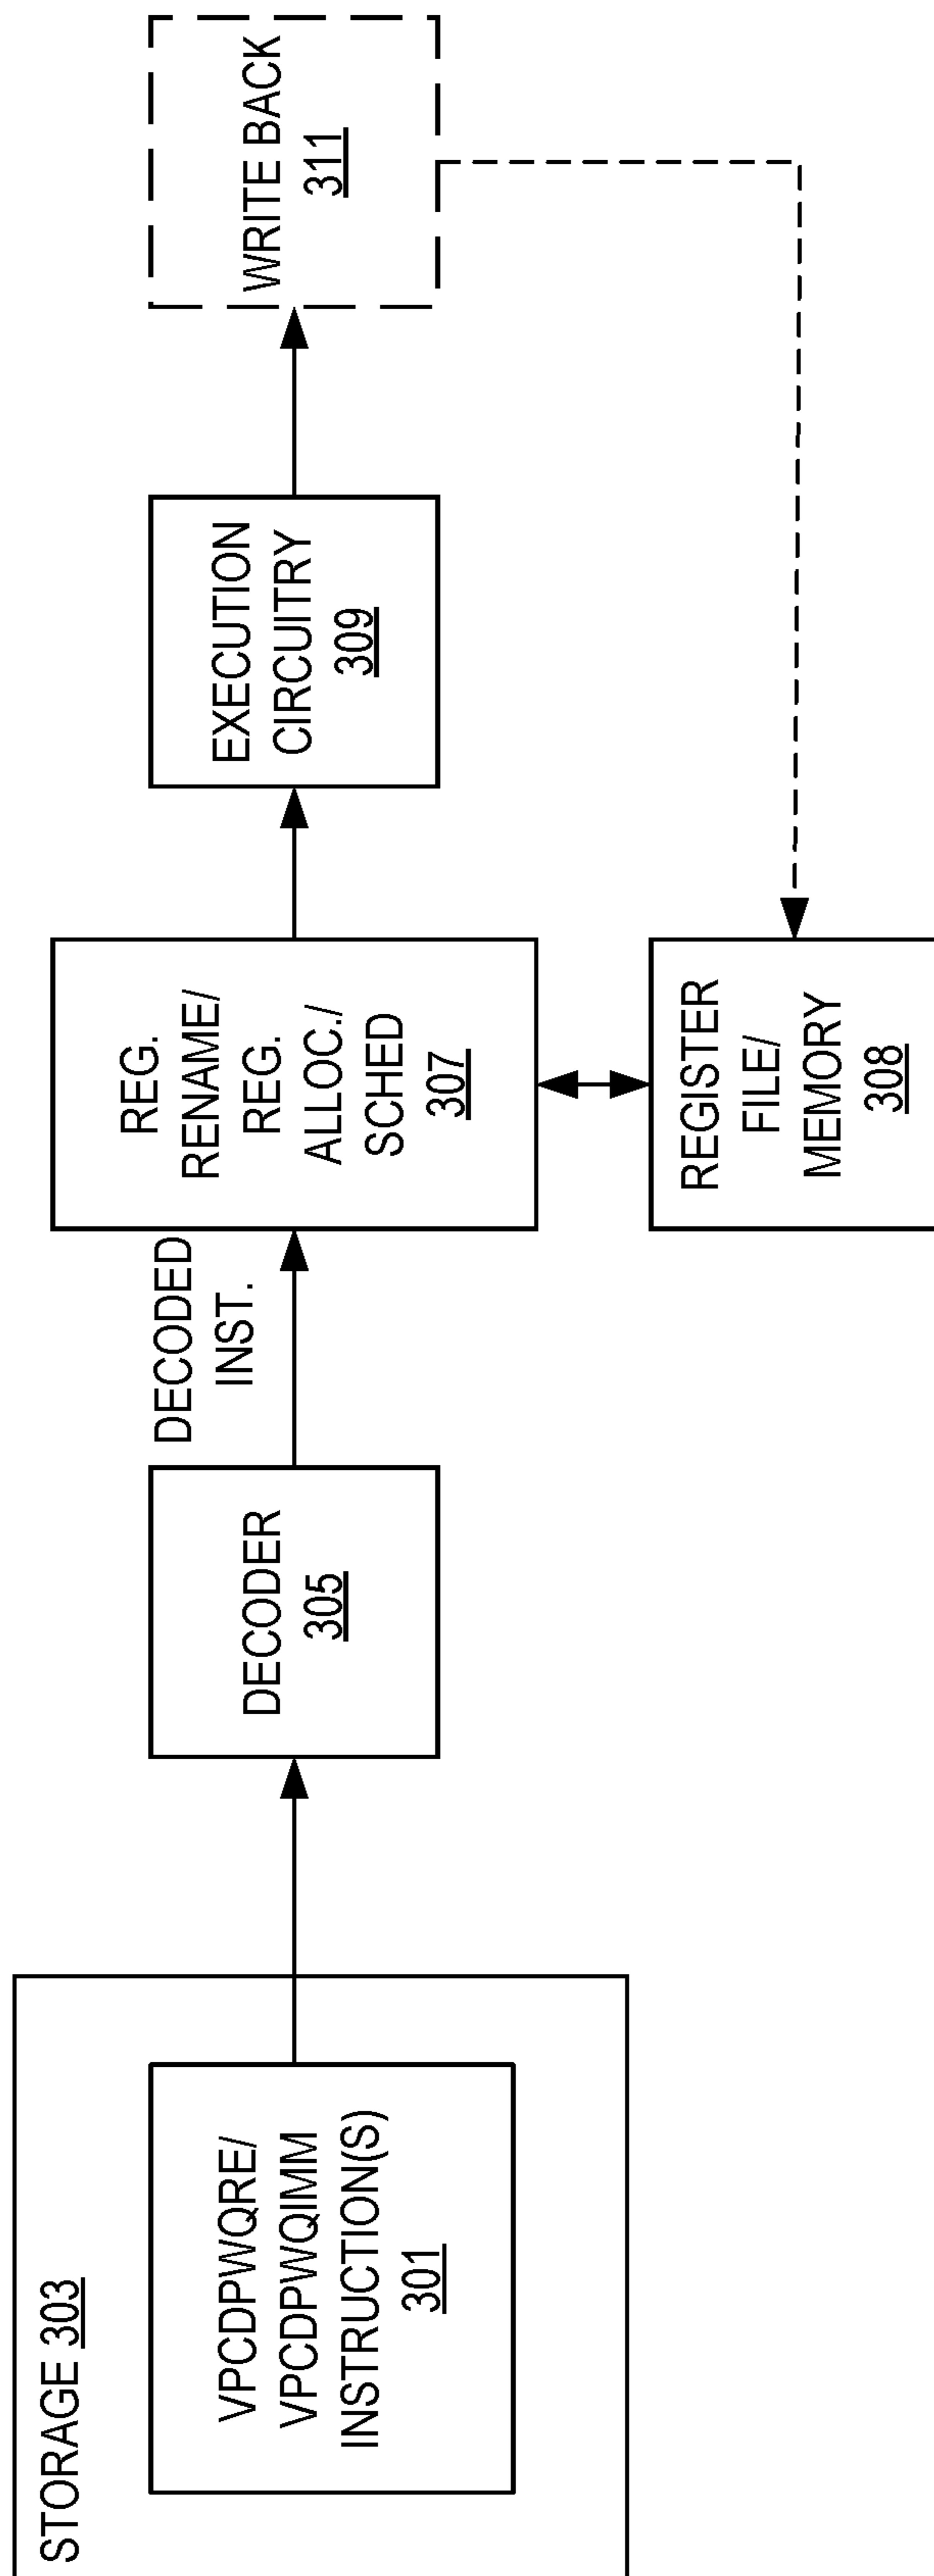 STORAGE 303
VPCDPWQRE/
VPCDPWQIMM
INSTRUCTION(S)
301
DECODER
305
DECODED
INST.
REG.
RENAME/
REG.
ALLOC./
SCHED
307
REGISTER
FILE/
MEMORY
308
EXECUTION
CIRCUITRY
309
WRITE BACK
311